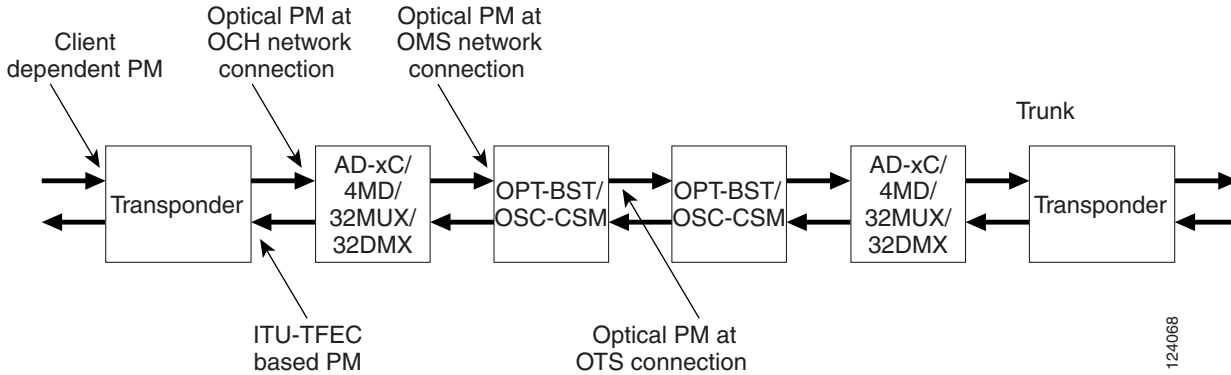 Client
dependent PM
Optical PM at
OCH network
connection
Optical PM at
OMS network
connection
Trunk
Transponder
AD-xC/
4MD/
32MUX/
32DMX
OPT-BST/
OSC-CSM
OPT-BST/
OSC-CSM
AD-xC/
4MD/
32MUX/
32DMX
Transponder
ITU-TFEC
based PM
Optical PM at
OTS connection
124068